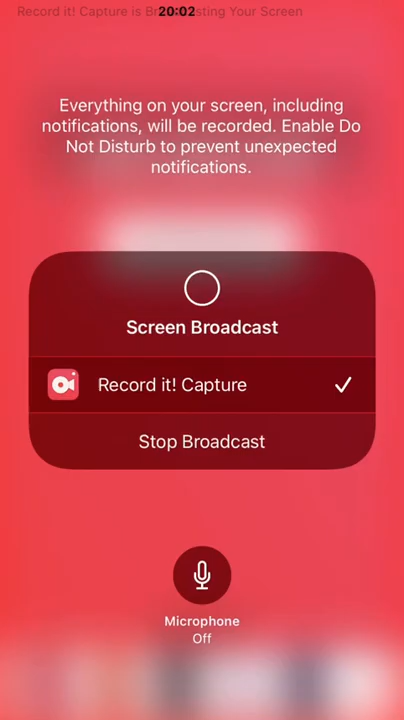 Record it! Capture is Broadcasting Your Screen
20:02
Everything on your screen, including
notifications, will be recorded. Enable Do
Not Disturb to prevent unexpected
notifications.
Screen Broadcast
Record it! Capture
Stop Broadcast
Microphone
Off